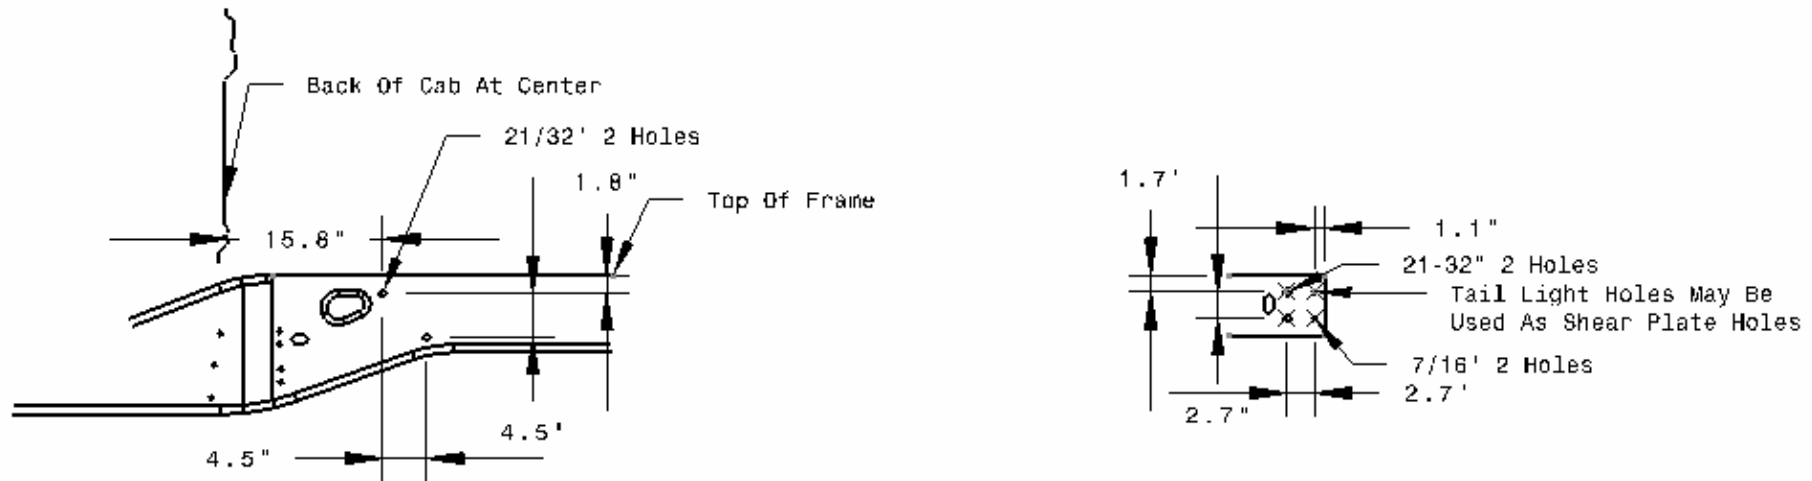 Back Of Cab At Center
21/32' 2 Holes
1.8"
Top Of Frame
15.8"
4.5'
4.5"
1.7'
1.1"
21-32" 2 Holes
Tail Light Holes May Be
Used As Shear Plate Holes
7/16' 2 Holes
2.7'
2.7"